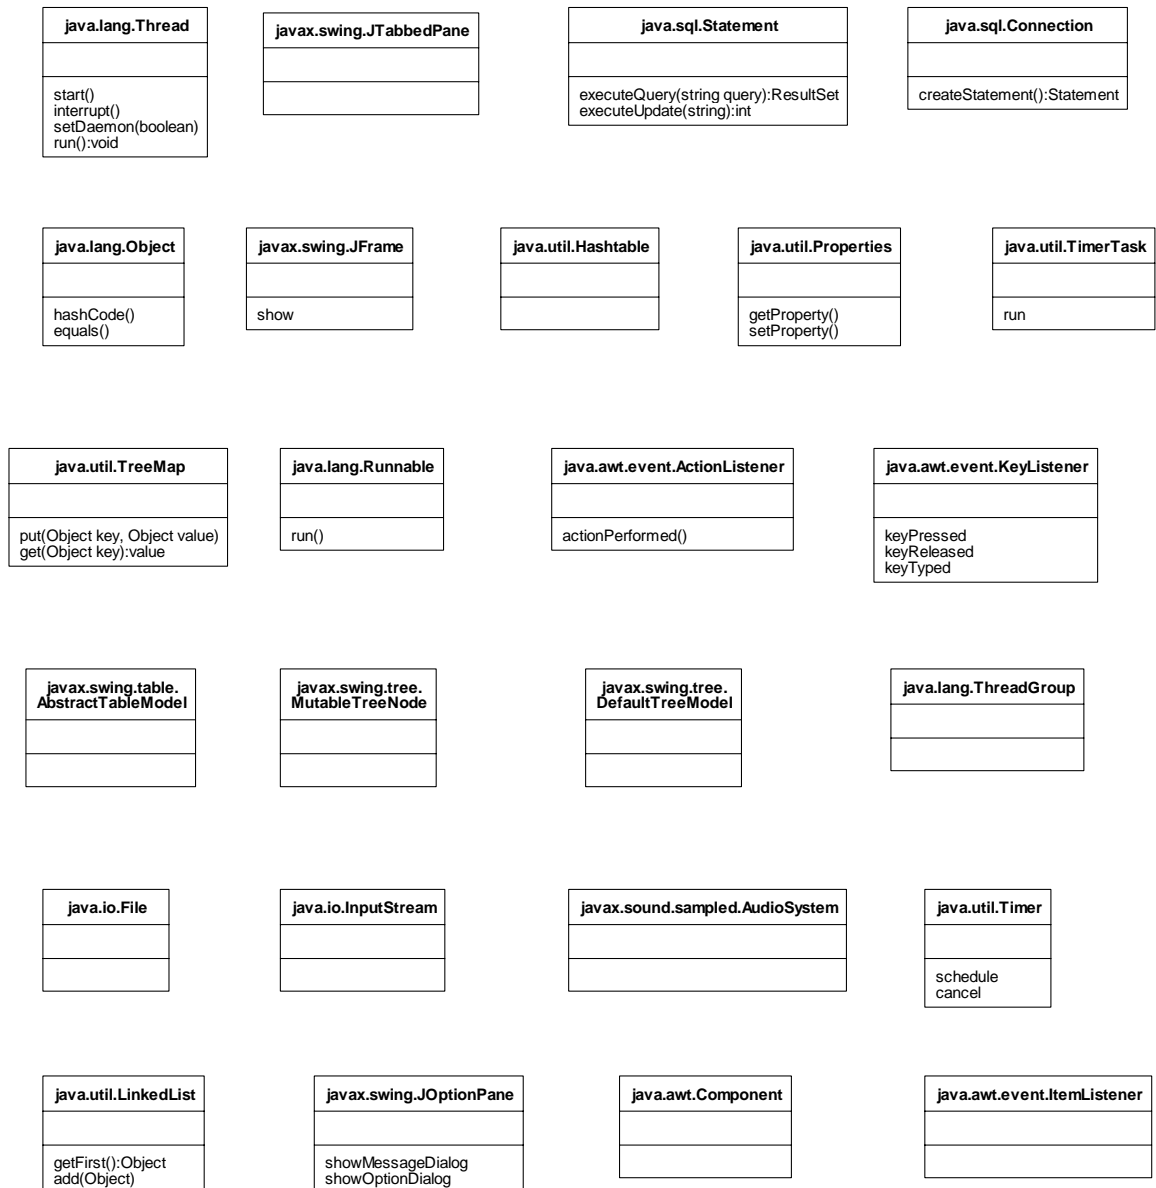 java.lang.Thread
start()
interrupt()
setDaemon(boolean)
run():void
javax.swing.JTabbedPane
java.sql.Statement
executeQuery(string query):ResultSet
executeUpdate(string):int
java.sql.Connection
createStatement():Statement
java.lang.Object
hashCode()
equals()
javax.swing.JFrame
show
java.util.Hashtable
java.util.Properties
getProperty()
setProperty()
java.util.TimerTask
run
java.util.TreeMap
put(Object key, Object value)
get(Object key):value
java.lang.Runnable
run()
java.awt.event.ActionListener
actionPerformed()
java.awt.event.KeyListener
keyPressed
keyReleased
keyTyped
javax.swing.table.
AbstractTableModel
javax.swing.tree.
MutableTreeNode
javax.swing.tree.
DefaultTreeModel
java.lang.ThreadGroup
java.io.File
java.io.InputStream
javax.sound.sampled.AudioSystem
java.util.Timer
schedule
cancel
java.util.LinkedList
getFirst():Object
add(Object)
javax.swing.JOptionPane
showMessageDialog
showOptionDialog
java.awt.Component
java.awt.event.ItemListener